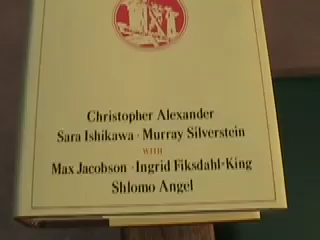 Christopher Alexander
Sara Ishikawa · Murray Silverstein
WITH
Max Jacobson · Ingrid Fiksdahl-King
Shlomo Angel